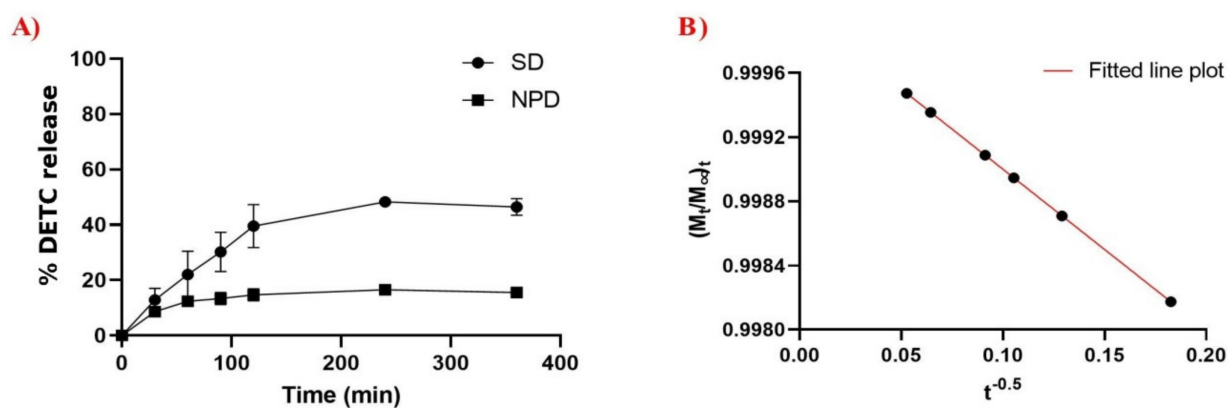 A)
% DETC release
100
80
60
40
20
0
0 100 200 300 400
Time (min)
SD
NPD
B)
(Mt/M∞)t
0.9996
0.9992
0.9988
0.9984
0.9980
0.00 0.05 0.10 0.15 0.20
t-0.5
Fitted line plot